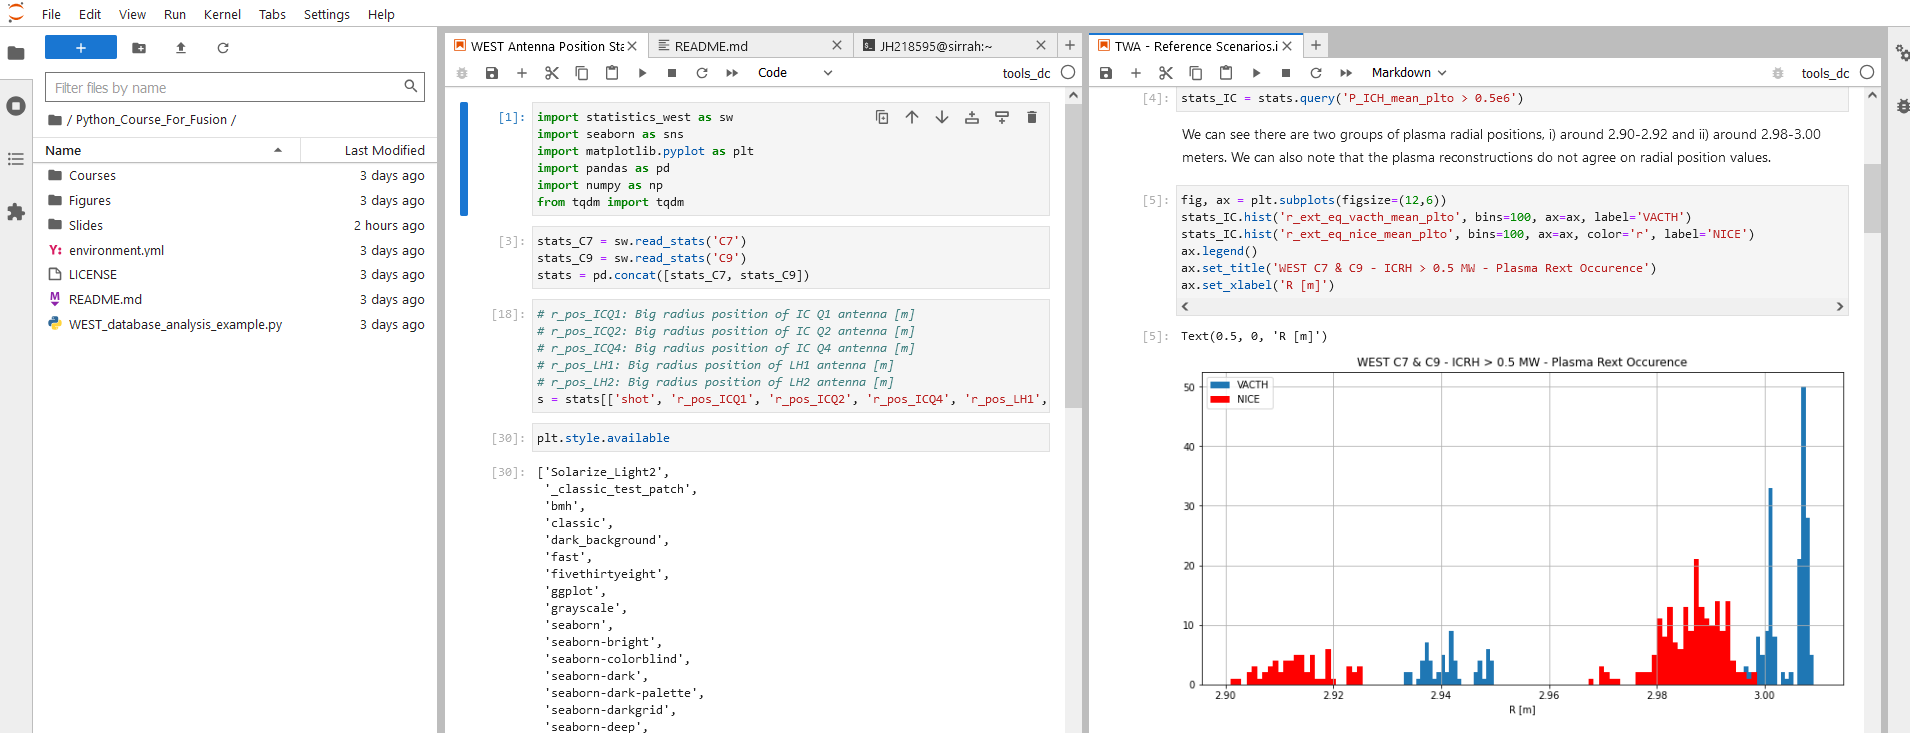 File Edit View Run Kernel Tabs Settings Help
Filter files by name
/ Python_Course_For_Fusion /
Name Last Modified
Courses 3 days ago
Figures 3 days ago
Slides 2 hours ago
Y: environment.yml 3 days ago
LICENSE 3 days ago
README.md 3 days ago
WEST_database_analysis_example.py 3 days ago
WEST Antenna Position Sta README.md JH218595@sirrah:~
Code tools_dc
[1]: import statistics_west as sw
import seaborn as sns
import matplotlib.pyplot as plt
import pandas as pd
import numpy as np
from tqdm import tqdm
[3]: stats_C7 = sw.read_stats('C7')
stats_C9 = sw.read_stats('C9')
stats = pd.concat([stats_C7, stats_C9])
[18]: # r_pos_ICQ1: Big radius position of IC Q1 antenna [m]
# r_pos_ICQ2: Big radius position of IC Q2 antenna [m]
# r_pos_ICQ4: Big radius position of IC Q4 antenna [m]
# r_pos_LH1: Big radius position of LH1 antenna [m]
# r_pos_LH2: Big radius position of LH2 antenna [m]
s = stats[['shot', 'r_pos_ICQ1', 'r_pos_ICQ2', 'r_pos_ICQ4', 'r_pos_LH1',
[30]: plt.style.available
[30]: ['Solarize_Light2',
'_classic_test_patch',
'bmh',
'classic',
'dark_background',
'fast',
'fivethirtyeight',
'ggplot',
'grayscale',
'seaborn',
'seaborn-bright',
'seaborn-colorblind',
'seaborn-dark',
'seaborn-dark-palette',
'seaborn-darkgrid',
'seaborn-deep',
TWA - Reference Scenarios.i
Markdown tools_dc
[4]: stats_IC = stats.query('P_ICH_mean_plto > 0.5e6')
We can see there are two groups of plasma radial positions, i) around 2.90-2.92 and ii) around 2.98-3.00
meters. We can also note that the plasma reconstructions do not agree on radial position values.
[5]: fig, ax = plt.subplots(figsize=(12,6))
stats_IC.hist('r_ext_eq_vacth_mean_plto', bins=100, ax=ax, label='VACTH')
stats_IC.hist('r_ext_eq_nice_mean_plto', bins=100, ax=ax, color='r', label='NICE')
ax.legend()
ax.set_title('WEST C7 & C9 - ICRH > 0.5 MW - Plasma Rext Occurence')
ax.set_xlabel('R [m]')
[5]: Text(0.5, 0, 'R [m]')
WEST C7 & C9 - ICRH > 0.5 MW - Plasma Rext Occurence
VACTH
NICE
50
40
30
20
10
0
2.90 2.92 2.94 2.96 2.98 3.00
R [m]